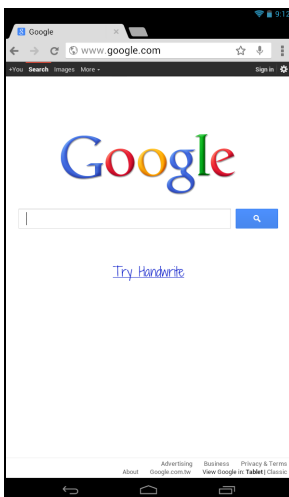 9:12
Google
www.google.com
+You Search Images More
Sign in
Google
Try Handwrite
Advertising Business Privacy & Terms
About Google.com.tw View Google in: Tablet | Classic